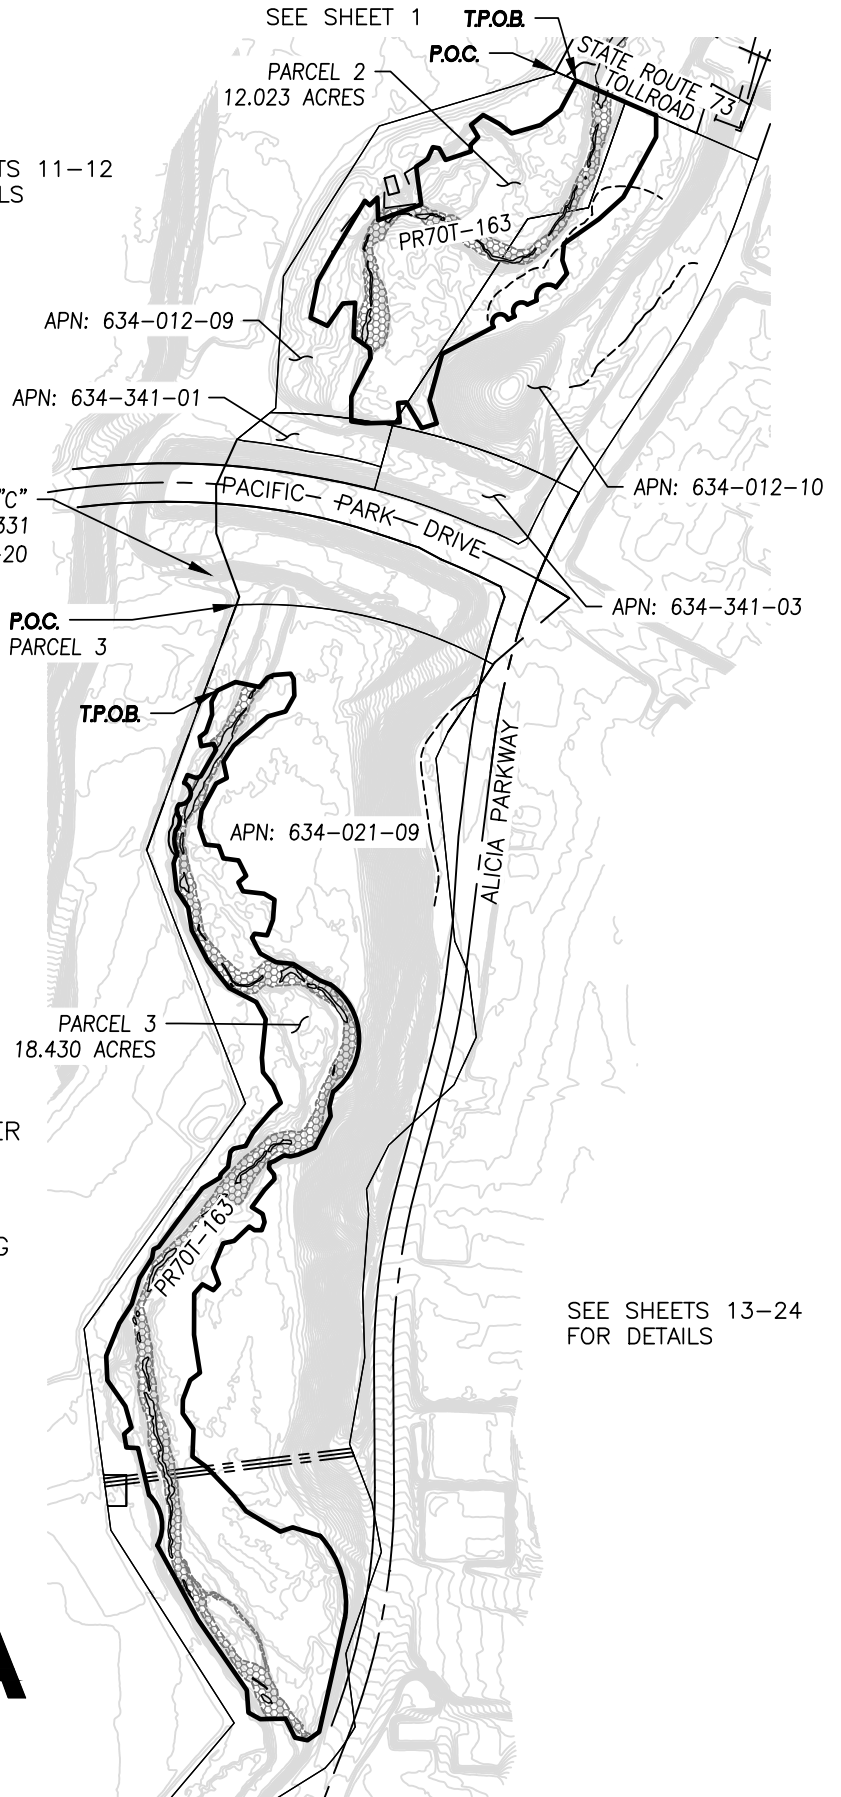 SEE SHEET 1
T.P.O.B.
P.O.C.
STATE ROUTE 73
TOLLROAD
PARCEL 2
12.023 ACRES
TS 11-12
LS
PR70T-163
APN: 634-012-09
APN: 634-341-01
"C"
331
-20
PACIFIC PARK DRIVE
APN: 634-012-10
APN: 634-341-03
P.O.C.
PARCEL 3
T.P.O.B.
ALICIA PARKWAY
APN: 634-021-09
PARCEL 3
18.430 ACRES
ER
PR70T-163
G
SEE SHEETS 13-24
FOR DETAILS
A